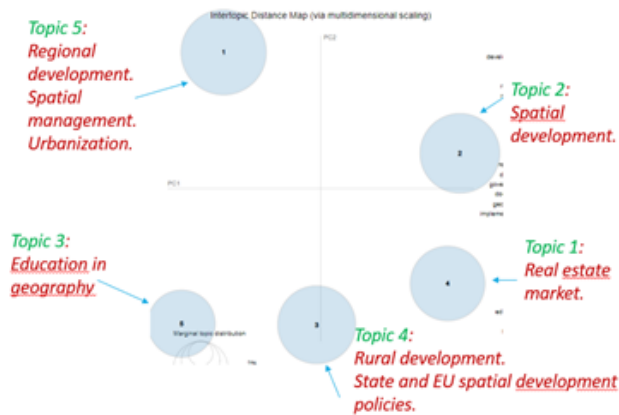 Intertopic Distance Map (via multidimensional scaling)
Topic 5:
Regional
development.
Spatial
management.
Urbanization.
1
PC2
Topic 2:
Spatial
development.
2
PC1
Topic 3:
Education in
geography
Topic 1:
Real estate
market.
4
5
3
Marginal topic distribution
Topic 4:
Rural development.
State and EU spatial development
policies.